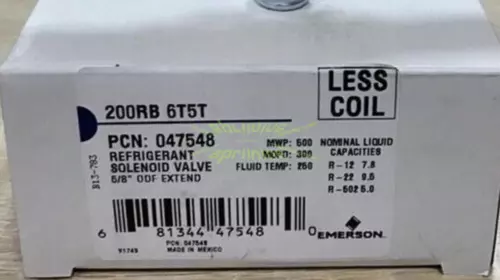 LESS
COIL
200RB 6T5T
PCN: 047548
REFRIGERANT
SOLENOID VALVE
5/8" ODF EXTEND
MWP: 500
MOPD: 300
FLUID TEMP: 250
NOMINAL LIQUID
CAPACITIES
R-12 7.8
R-22 9.5
R-502 5.0
6 81344 47548 0
PCN: 047548
MADE IN MEXICO
EMERSON